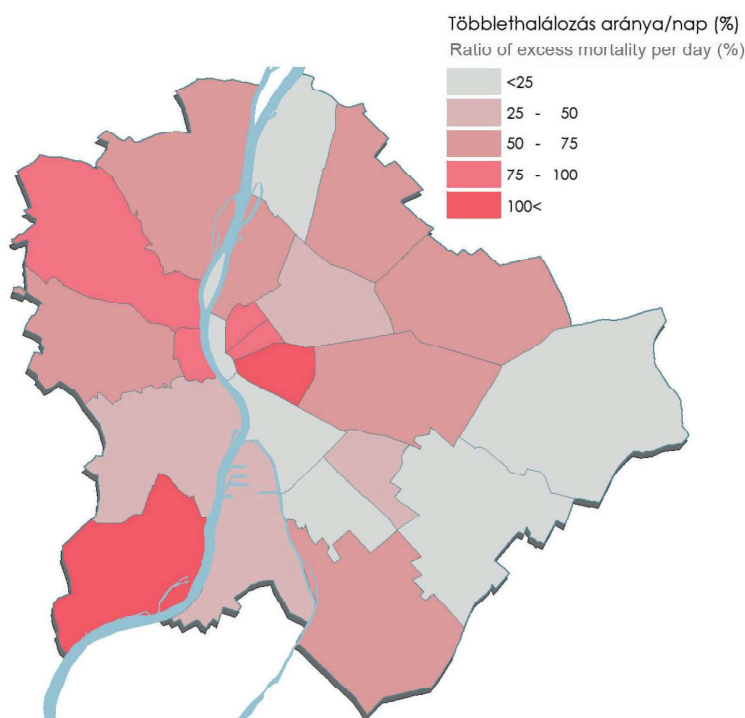 Többlethalálozás aránya/nap (%)
Ratio of excess mortality per day (%)
<25
25 - 50
50 - 75
75 - 100
100<